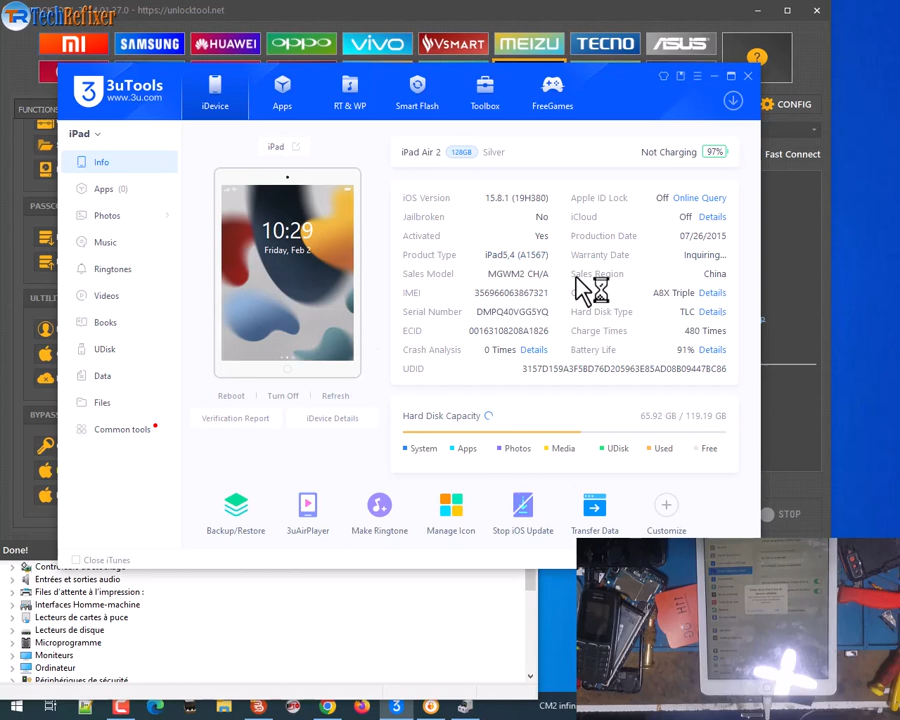 TechRefixer
- https://unlocktool.net
MI
SAMSUNG
HUAWEI
OPPO
VIVO
VSMART
MEIZU
TECNO
ASUS
CONFIG
Fast Connect
FUNCTIONS
3uTools
www.3u.com
iDevice
Apps
RT & WP
Smart Flash
Toolbox
FreeGames
iPad
Info
Apps (0)
Photos
Music
Ringtones
Videos
Books
UDisk
Data
Files
Common tools
Close iTunes
iPad
10:29
Friday, Feb 2
Reboot Turn Off Refresh
Verification Report iDevice Details
iPad Air 2 128GB Silver Not Charging 97%
iOS Version 15.8.1 (19H380) Apple ID Lock Off Online Query
Jailbroken No iCloud Off Details
Activated Yes Production Date 07/26/2015
Product Type iPad5,4 (A1567) Warranty Date Inquiring...
Sales Model MGWM2 CH/A Sales Region China
IMEI 356966063867321 A8X Triple Details
Serial Number DMPQ40VGG5YQ Hard Disk Type TLC Details
ECID 00163108208A1826 Charge Times 480 Times
Crash Analysis 0 Times Details Battery Life 91% Details
UDID 3157D159A3F5BD76D205963E85AD08B09447BC86
Hard Disk Capacity 65.92 GB / 119.19 GB
System Apps Photos Media UDisk Used Free
Backup/Restore 3uAirPlayer Make Ringtone Manage Icon Stop iOS Update Transfer Data Customize
STOP
Done!
Entrées et sorties audio
Files d'attente à l'impression :
Interfaces Homme-machine
Lecteurs de cartes à puce
Lecteurs de disque
Microprogramme
Moniteurs
Ordinateur
Périphériques de sécurité